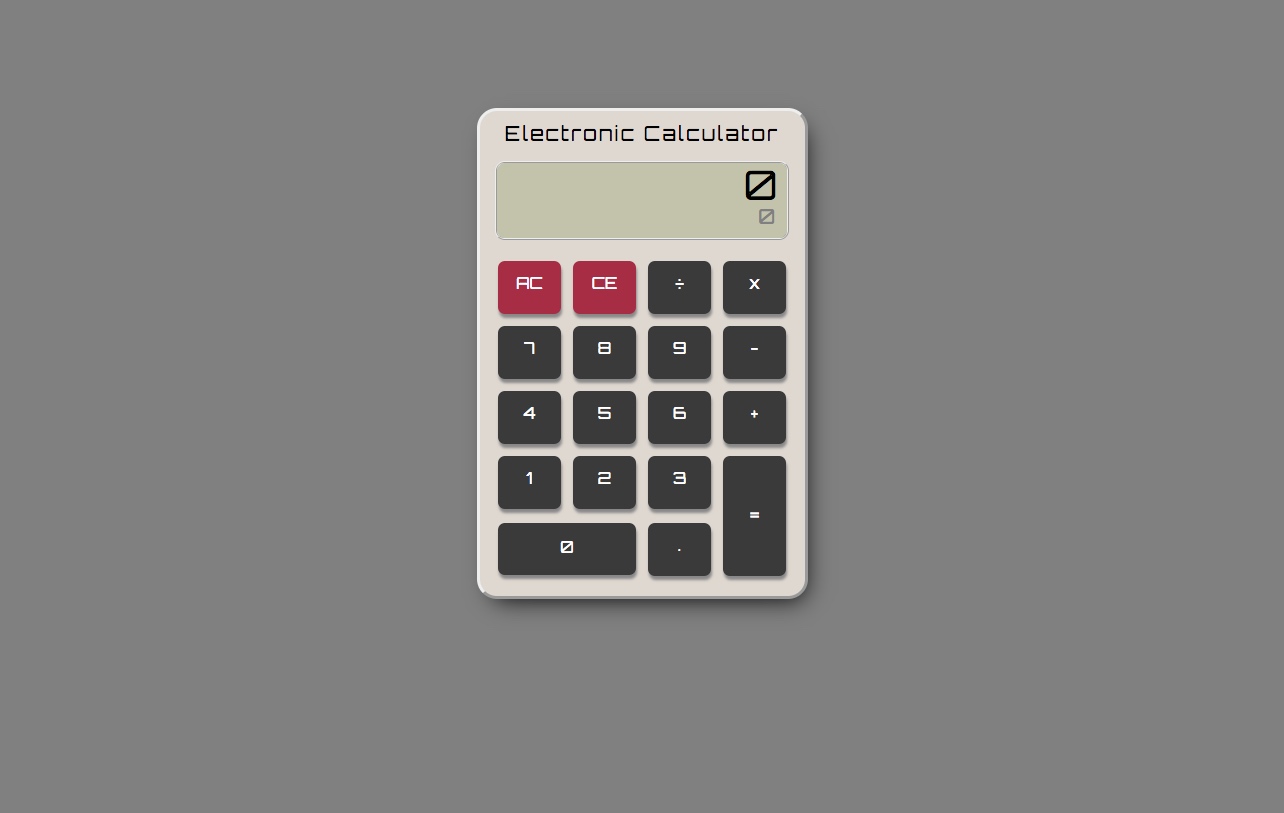 Electronic Calculator
0
0
AC CE ÷ x
7 8 9 -
4 5 6 +
1 2 3
=
0 .